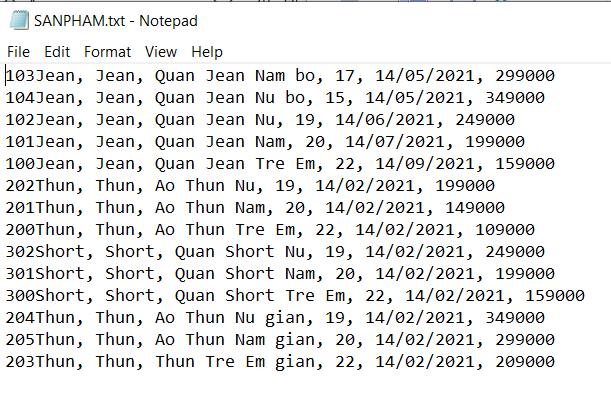 SANPHAM.txt - Notepad
File Edit Format View Help
103Jean, Jean, Quan Jean Nam bo, 17, 14/05/2021, 299000
104Jean, Jean, Quan Jean Nu bo, 15, 14/05/2021, 349000
102Jean, Jean, Quan Jean Nu, 19, 14/06/2021, 249000
101Jean, Jean, Quan Jean Nam, 20, 14/07/2021, 199000
100Jean, Jean, Quan Jean Tre Em, 22, 14/09/2021, 159000
202Thun, Thun, Ao Thun Nu, 19, 14/02/2021, 199000
201Thun, Thun, Ao Thun Nam, 20, 14/02/2021, 149000
200Thun, Thun, Ao Thun Tre Em, 22, 14/02/2021, 109000
302Short, Short, Quan Short Nu, 19, 14/02/2021, 249000
301Short, Short, Quan Short Nam, 20, 14/02/2021, 199000
300Short, Short, Quan Short Tre Em, 22, 14/02/2021, 159000
204Thun, Thun, Ao Thun Nu gian, 19, 14/02/2021, 349000
205Thun, Thun, Ao Thun Nam gian, 20, 14/02/2021, 299000
203Thun, Thun, Thun Tre Em gian, 22, 14/02/2021, 209000